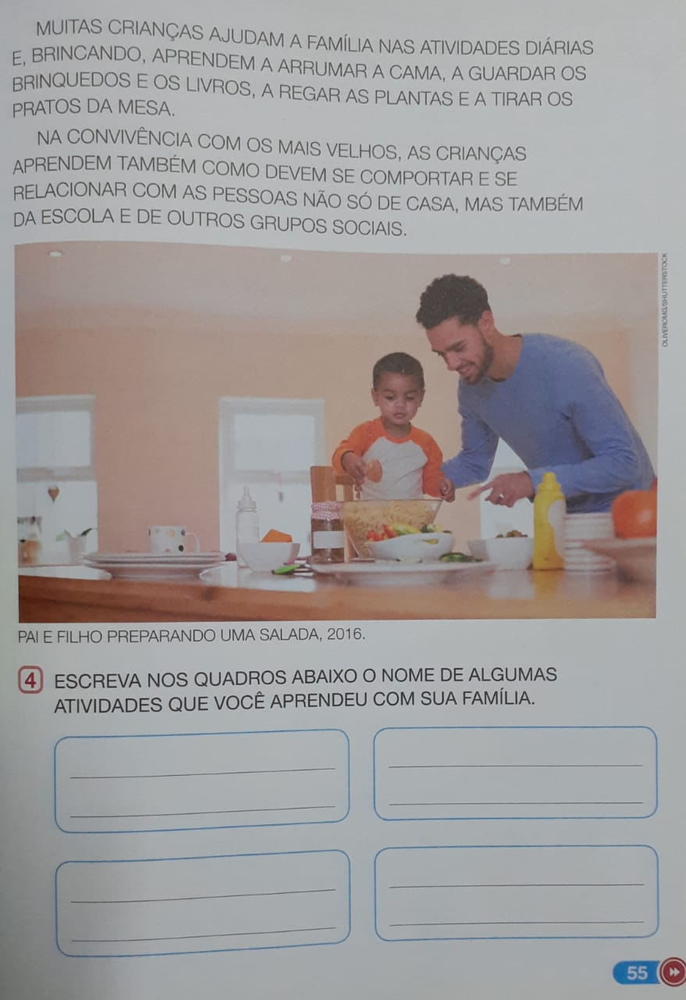 MUITAS CRIANÇAS AJUDAM A FAMÍLIA NAS ATIVIDADES DIÁRIAS
E, BRINCANDO, APRENDEM A ARRUMAR A CAMA, A GUARDAR OS
BRINQUEDOS E OS LIVROS, A REGAR AS PLANTAS E A TIRAR OS
PRATOS DA MESA.
NA CONVIVÊNCIA COM OS MAIS VELHOS, AS CRIANÇAS
APRENDEM TAMBÉM COMO DEVEM SE COMPORTAR E SE
RELACIONAR COM AS PESSOAS NÃO SÓ DE CASA, MAS TAMBÉM
DA ESCOLA E DE OUTROS GRUPOS SOCIAIS.
OLIVEROMG/SHUTTERSTOCK
PAI E FILHO PREPARANDO UMA SALADA, 2016.
4 ESCREVA NOS QUADROS ABAIXO O NOME DE ALGUMAS
ATIVIDADES QUE VOCÊ APRENDEU COM SUA FAMÍLIA.
55